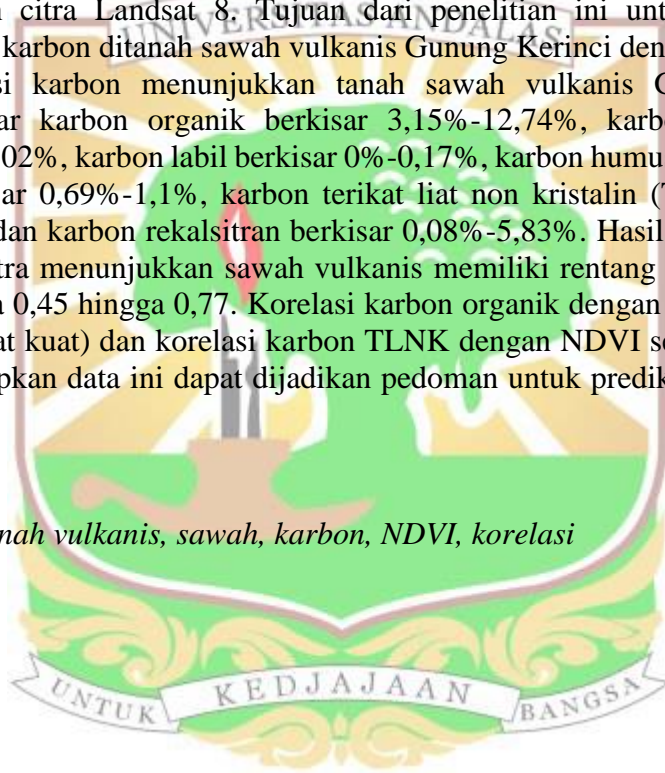 citra Landsat 8. Tujuan dari penelitian ini unt
UNIVERSITAS ANDALAS
karbon ditanah sawah vulkanis Gunung Kerinci den
si karbon menunjukkan tanah sawah vulkanis G
ar karbon organik berkisar 3,15%-12,74%, karb
02%, karbon labil berkisar 0%-0,17%, karbon humu
ar 0,69%-1,1%, karbon terikat liat non kristalin (T
dan karbon rekalsitran berkisar 0,08%-5,83%. Hasil
tra menunjukkan sawah vulkanis memiliki rentang
a 0,45 hingga 0,77. Korelasi karbon organik dengan
at kuat) dan korelasi karbon TLNK dengan NDVI s
pkan data ini dapat dijadikan pedoman untuk predik
nah vulkanis, sawah, karbon, NDVI, korelasi
UNTUK KEDJAJAAN BANGSA